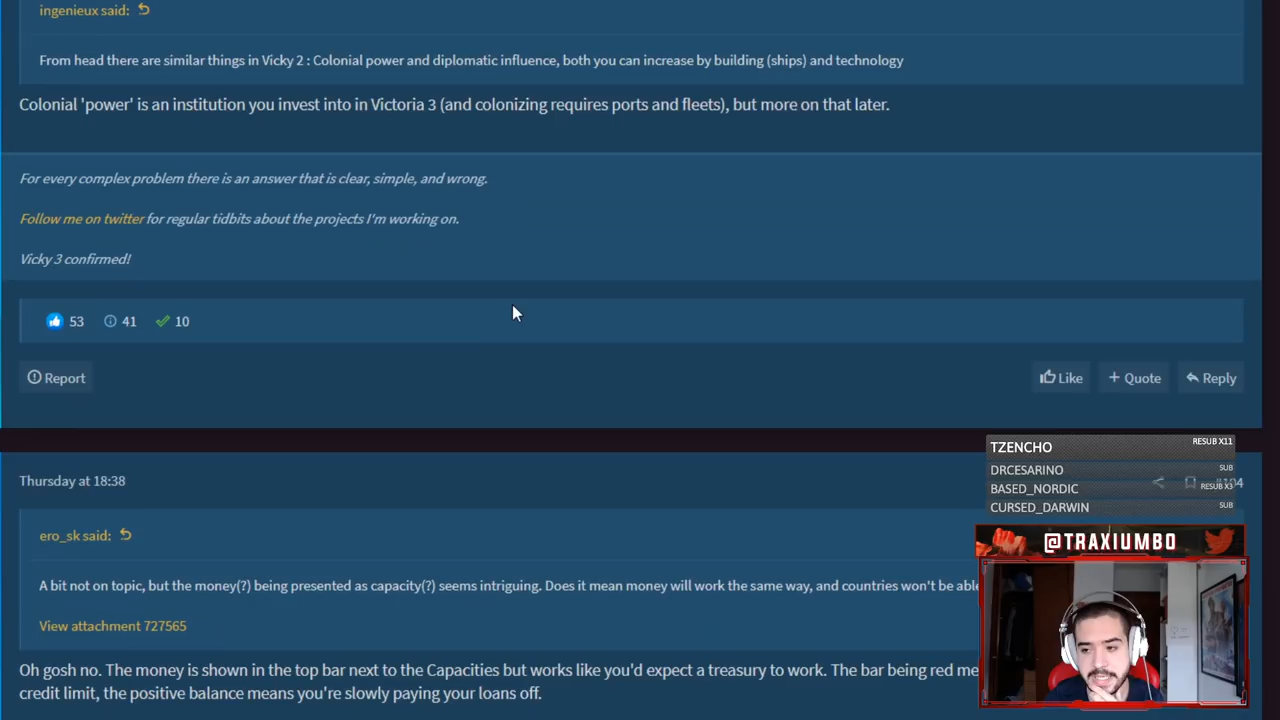 ingenieux said:
From head there are similar things in Vicky 2 : Colonial power and diplomatic influence, both you can increase by building (ships) and technology
Colonial 'power' is an institution you invest into in Victoria 3 (and colonizing requires ports and fleets), but more on that later.
For every complex problem there is an answer that is clear, simple, and wrong.
Follow me on twitter for regular tidbits about the projects I'm working on.
Vicky 3 confirmed!
53 41 10
Report
Like Quote Reply
TZENCHO RESUB X11
DRCESARINO SUB
BASED_NORDIC RESUB X3
CURSED_DARWIN SUB
@TRAXIUMBO
Thursday at 18:38
ero_sk said:
A bit not on topic, but the money(?) being presented as capacity(?) seems intriguing. Does it mean money will work the same way, and countries won't be able
View attachment 727565
Oh gosh no. The money is shown in the top bar next to the Capacities but works like you'd expect a treasury to work. The bar being red
credit limit, the positive balance means you're slowly paying your loans off.